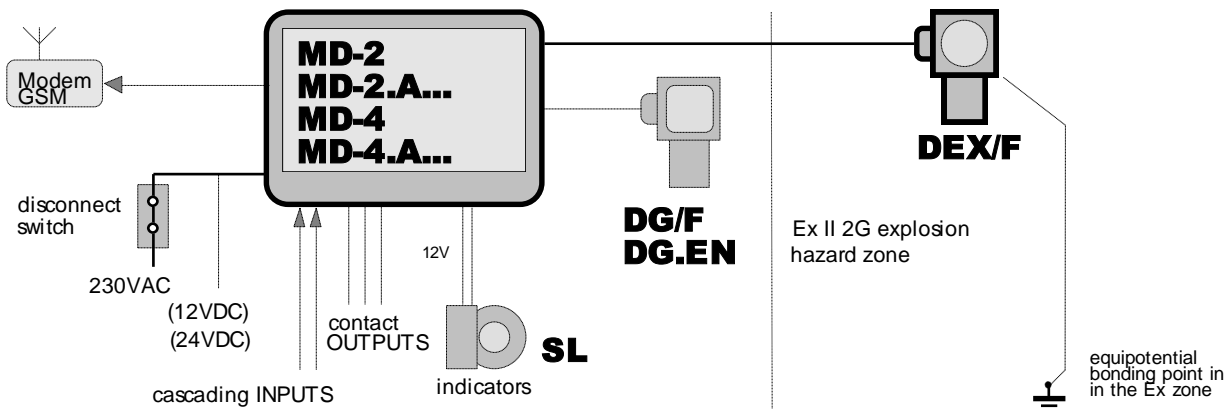 Modem
GSM
MD-2
MD-2.A...
MD-4
MD-4.A...
DEX/F
disconnect
switch
230VAC
(12VDC)
(24VDC)
cascading INPUTS
contact
OUTPUTS
12V
indicators
SL
DG/F
DG.EN
Ex II 2G explosion
hazard zone
equipotential
bonding point in
in the Ex zone